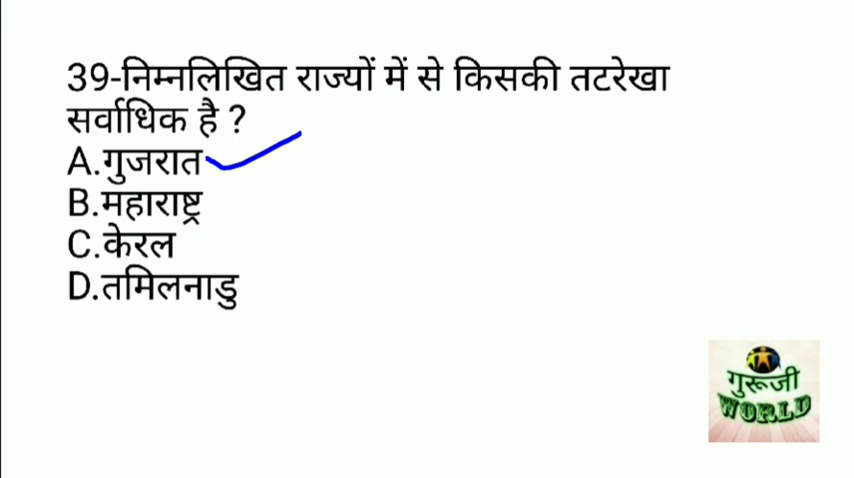 39-निम्नलिखित राज्यों में से किसकी तटरेखा
सर्वाधिक है ?
A.गुजरात
B.महाराष्ट्र
C.केरल
D.तमिलनाडु
गुरूजी
WORLD